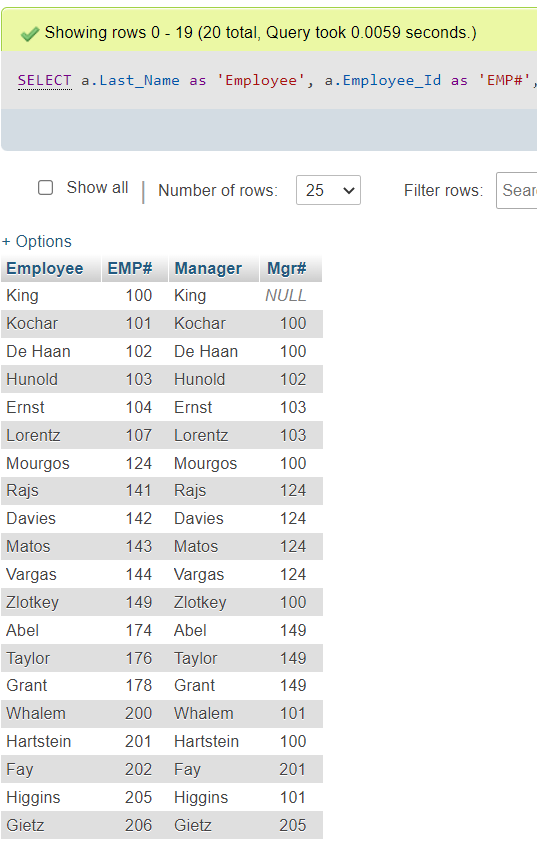 Showing rows 0 - 19 (20 total, Query took 0.0059 seconds.)
SELECT a.Last_Name as 'Employee', a.Employee_Id as 'EMP#',
Show all Number of rows: 25 Filter rows: Sear
+ Options
Employee EMP# Manager Mgr#
King 100 King NULL
Kochar 101 Kochar 100
De Haan 102 De Haan 100
Hunold 103 Hunold 102
Ernst 104 Ernst 103
Lorentz 107 Lorentz 103
Mourgos 124 Mourgos 100
Rajs 141 Rajs 124
Davies 142 Davies 124
Matos 143 Matos 124
Vargas 144 Vargas 124
Zlotkey 149 Zlotkey 100
Abel 174 Abel 149
Taylor 176 Taylor 149
Grant 178 Grant 149
Whalem 200 Whalem 101
Hartstein 201 Hartstein 100
Fay 202 Fay 201
Higgins 205 Higgins 101
Gietz 206 Gietz 205